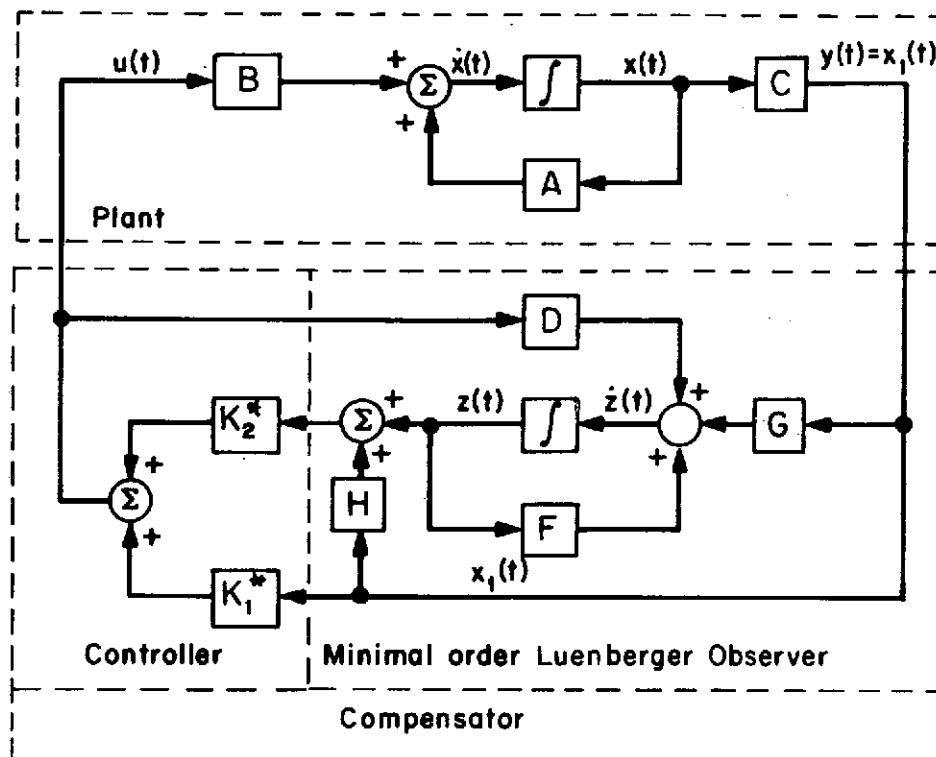 u(t)
B
+
Σ
+
ẋ(t)
∫
x(t)
C
y(t)=x₁(t)
A
Plant
D
K₂*
+
Σ
+
z(t)
∫
ż(t)
+
+
G
+
Σ
+
H
F
x₁(t)
K₁*
Controller
Minimal order Luenberger Observer
Compensator